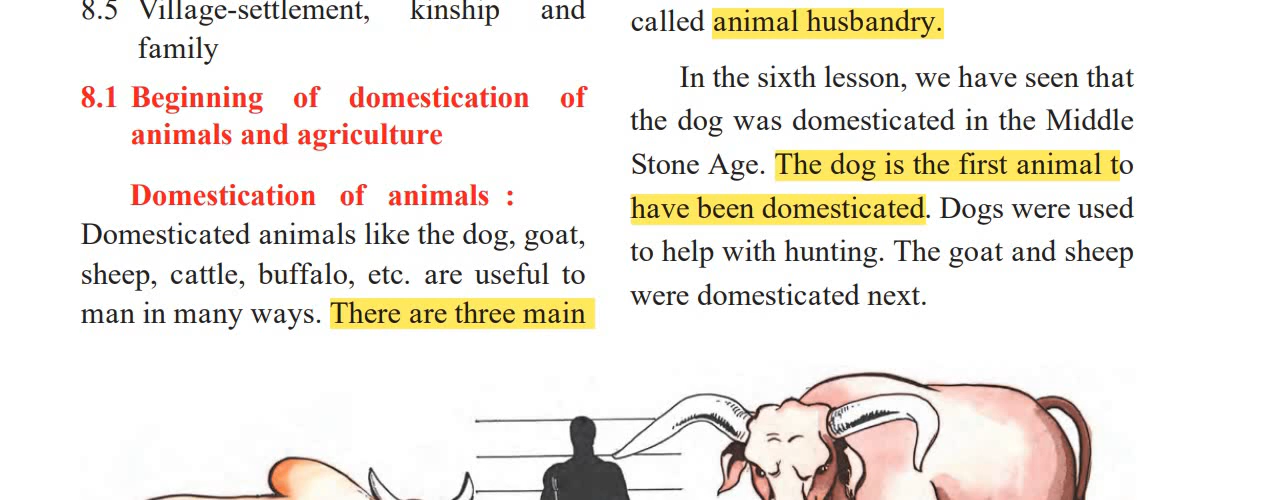 8.5 Village-settlement, kinship and
family
8.1 Beginning of domestication of
animals and agriculture
Domestication of animals :
Domesticated animals like the dog, goat,
sheep, cattle, buffalo, etc. are useful to
man in many ways. There are three main
called animal husbandry.
In the sixth lesson, we have seen that
the dog was domesticated in the Middle
Stone Age. The dog is the first animal to
have been domesticated. Dogs were used
to help with hunting. The goat and sheep
were domesticated next.